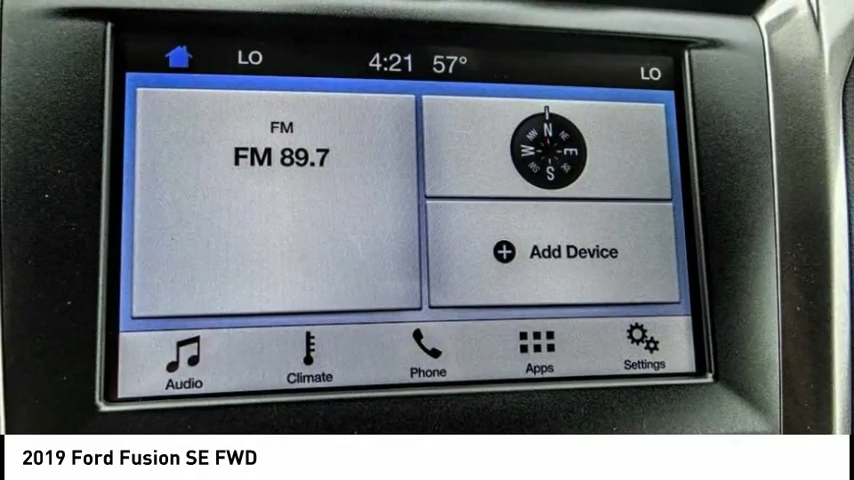 LO 4:21 57° LO
FM
FM 89.7
N
NE
E
S
W
Add Device
Audio Climate Phone Apps Settings
2019 Ford Fusion SE FWD